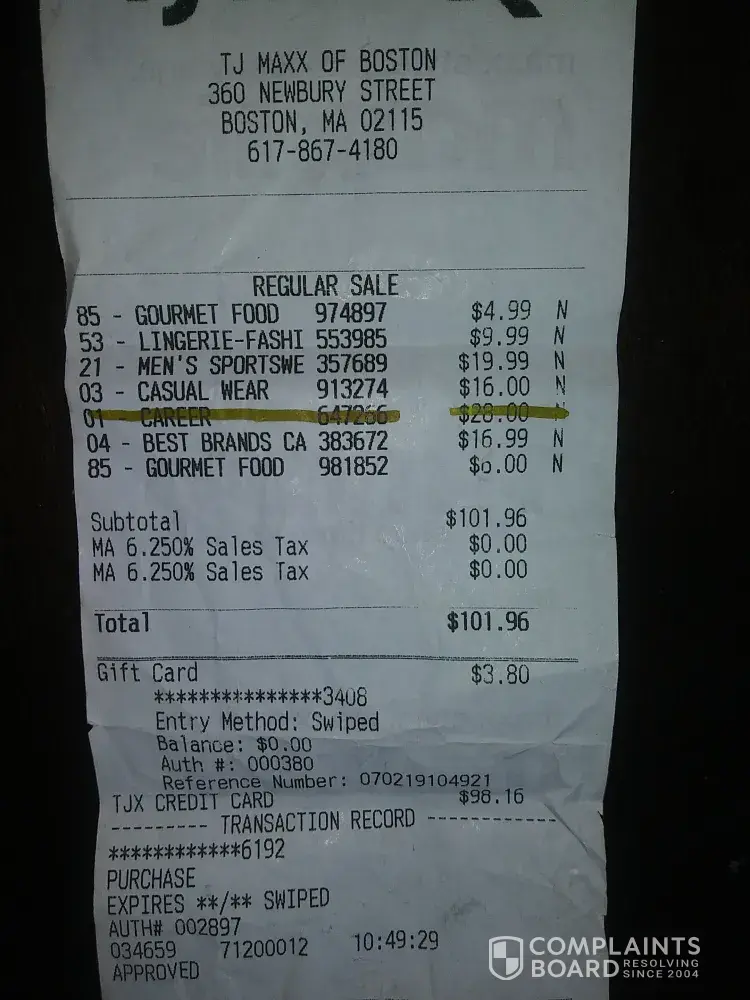 TJ MAXX OF BOSTON
360 NEWBURY STREET
BOSTON, MA 02115
617-867-4180
REGULAR SALE
85 - GOURMET FOOD 974897 $4.99 N
53 - LINGERIE-FASHI 553985 $9.99 N
21 - MEN'S SPORTSWE 357689 $19.99 N
03 - CASUAL WEAR 913274 $16.00 N
01 - CAREER 647266 $28.00 N
04 - BEST BRANDS CA 383672 $16.99 N
85 - GOURMET FOOD 981852 $6.00 N
Subtotal $101.96
MA 6.250% Sales Tax $0.00
MA 6.250% Sales Tax $0.00
Total $101.96
Gift Card $3.80
***************3408
Entry Method: Swiped
Balance: $0.00
Auth #: 000380
Reference Number: 070219104921
TJX CREDIT CARD $98.16
--------- TRANSACTION RECORD ------------
************6192
PURCHASE
EXPIRES **/** SWIPED
AUTH# 002897
034659 71200012 10:49:29
APPROVED
COMPLAINTS
BOARD RESOLVING SINCE 2004